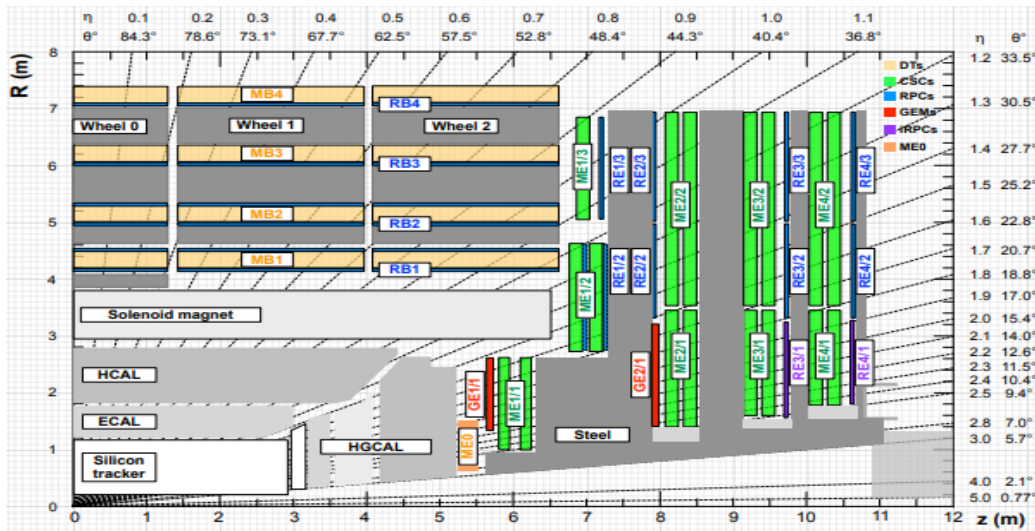 η 0.1 0.2 0.3 0.4 0.5 0.6 0.7 0.8 0.9 1.0 1.1
θ° 84.3° 78.6° 73.1° 67.7° 62.5° 57.5° 52.8° 48.4° 44.3° 40.4° 36.8° η θ°
R (m)
8
7
6
5
4
3
2
1
0
1.2 33.5°
1.3 30.5°
1.4 27.7°
1.5 25.2°
1.6 22.8°
1.7 20.7°
1.8 18.8°
1.9 17.0°
2.0 15.4°
2.1 14.0°
2.2 12.6°
2.3 11.5°
2.4 10.4°
2.5 9.4°
2.8 7.0°
3.0 5.7°
4.0 2.1°
5.0 0.77°
DTs
CSCs
RPCs
GEMs
iRPCs
ME0
MB4
RB4
Wheel 0
Wheel 1
Wheel 2
MB3
RB3
MB2
RB2
MB1
RB1
Solenoid magnet
HCAL
ECAL
Silicon
tracker
HGCAL
Steel
ME0
GE1/1
ME1/1
ME1/2
ME1/3
RE1/3
RE2/3
RE1/2
RE2/2
GE2/1
ME2/1
ME2/2
ME3/2
RE3/3
ME4/2
RE4/3
RE3/2
RE4/2
ME3/1
RE3/1
ME4/1
RE4/1
0 1 2 3 4 5 6 7 8 9 10 11 12
z (m)